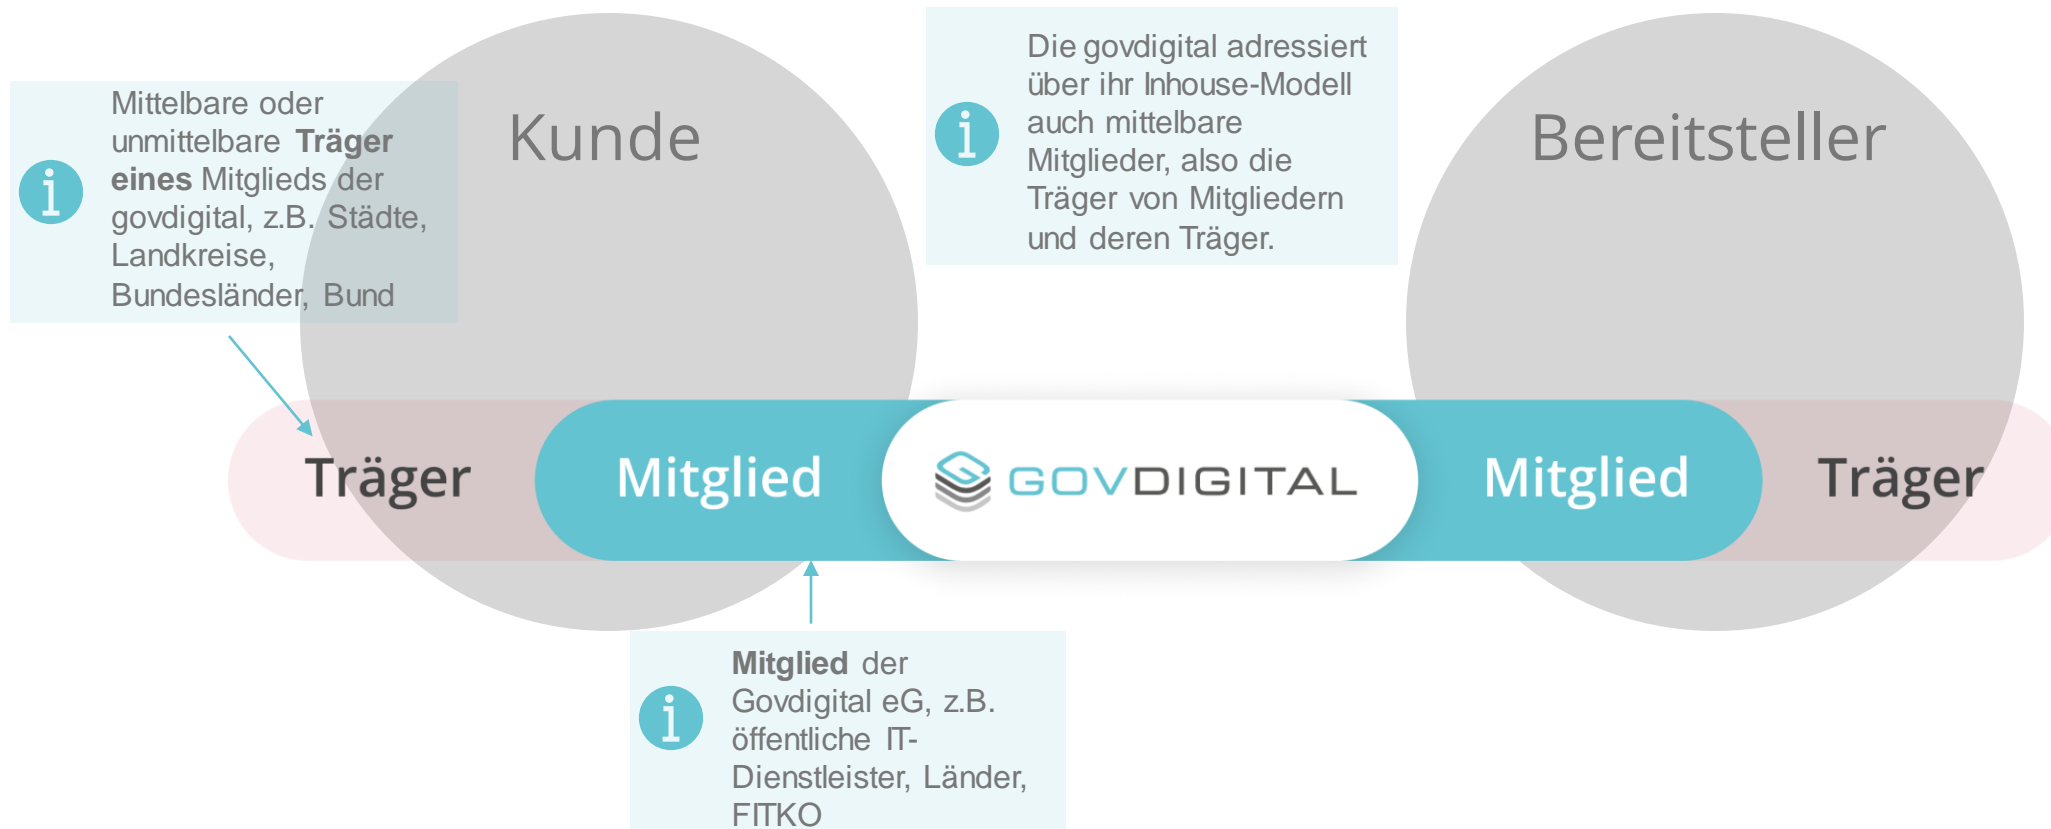 Mittelbare oder
unmittelbare Träger
eines Mitglieds der
govdigital, z.B. Städte,
Landkreise,
Bundesländer, Bund
Kunde
Die govdigital adressiert
über ihr Inhouse-Modell
auch mittelbare
Mitglieder, also die
Träger von Mitgliedern
und deren Träger.
Bereitsteller
Träger
Mitglied
GOVDIGITAL
Mitglied
Träger
Mitglied der
Govdigital eG, z.B.
öffentliche IT-
Dienstleister, Länder,
FITKO